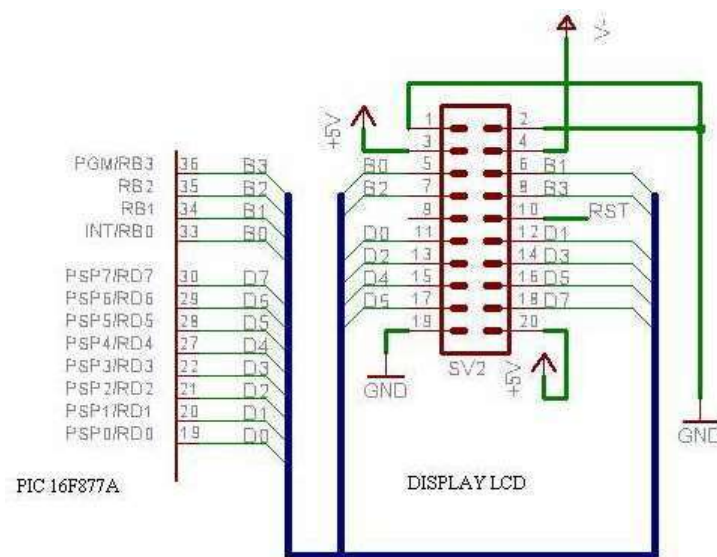 V-
+5V
1 2
3 4
B0 5 6 B1
B2 7 8 B3
9 10 RST
D0 11 12 D1
D2 13 14 D3
D4 15 16 D5
D5 17 18 D7
19 20
SV2
GND
+5V
GND
PGM/RB3 36 B3
RB2 35 B2
RB1 34 B1
INT/RB0 33 B0
PSP7/RD7 30 D7
PSP6/RD6 29 D5
PSP5/RD5 28 D5
PSP4/RD4 27 D4
PSP3/RD3 22 D3
PSP2/RD2 21 D2
PSP1/RD1 20 D1
PSP0/RD0 19 D0
PIC 16F877A
DISPLAY LCD